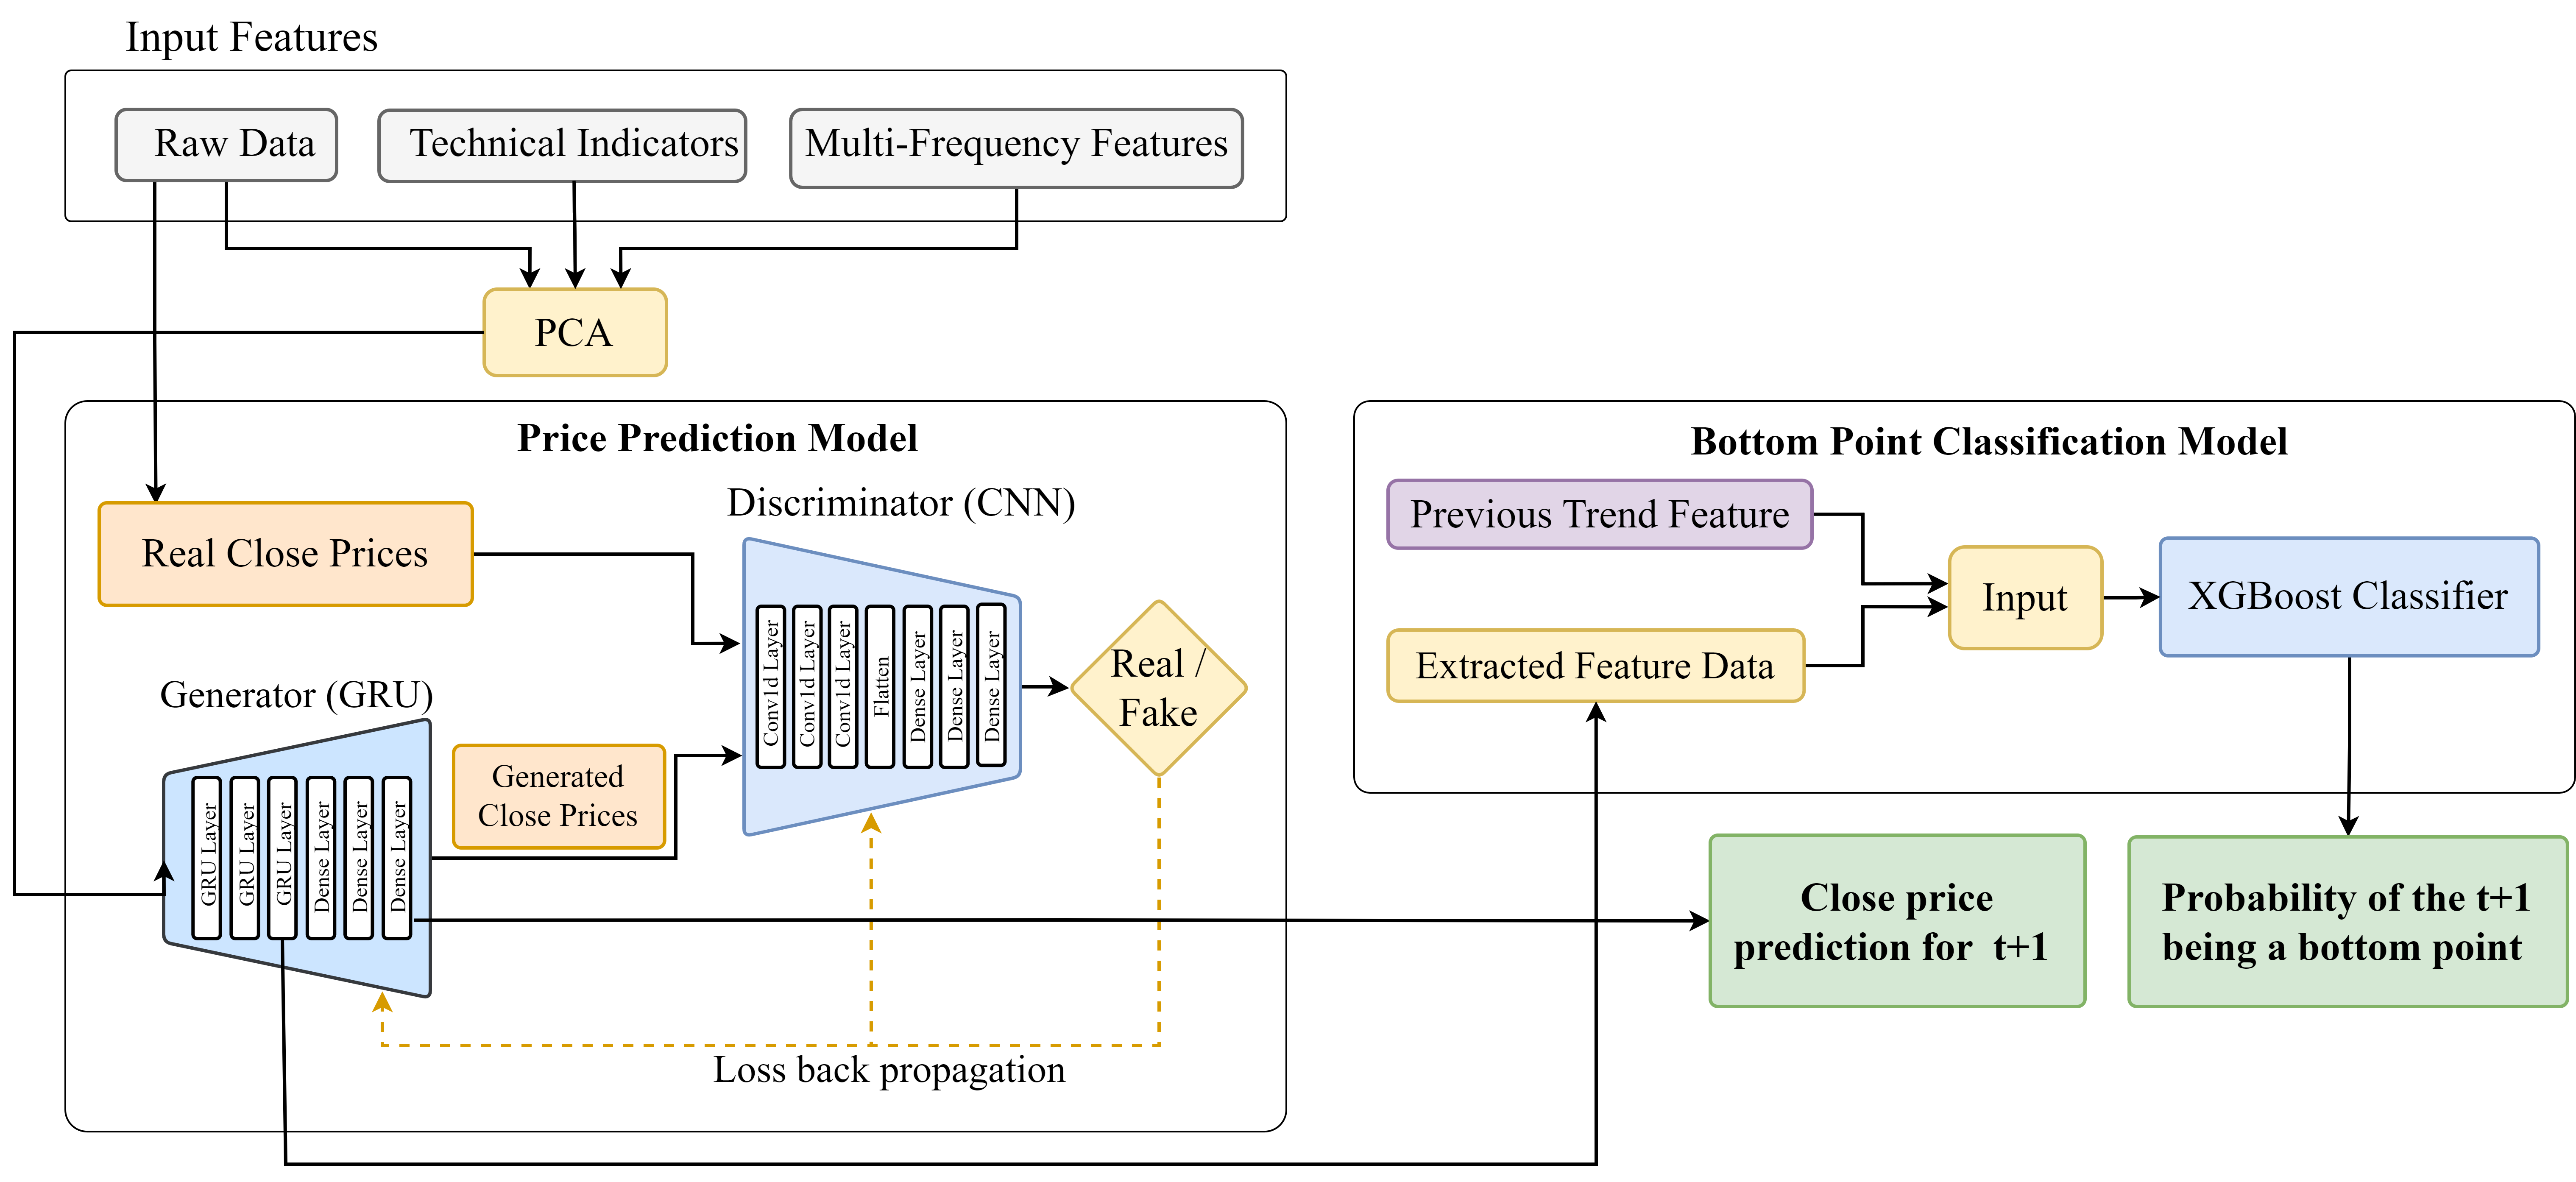 Input Features
Raw Data
Technical Indicators
Multi-Frequency Features
PCA
Price Prediction Model
Real Close Prices
Discriminator (CNN)
Conv1d Layer
Conv1d Layer
Conv1d Layer
Flatten
Dense Layer
Dense Layer
Dense Layer
Real /
Fake
Generator (GRU)
GRU Layer
GRU Layer
GRU Layer
Dense Layer
Dense Layer
Dense Layer
Generated
Close Prices
Loss back propagation
Bottom Point Classification Model
Previous Trend Feature
Extracted Feature Data
Input
XGBoost Classifier
Close price
prediction for t+1
Probability of the t+1
being a bottom point